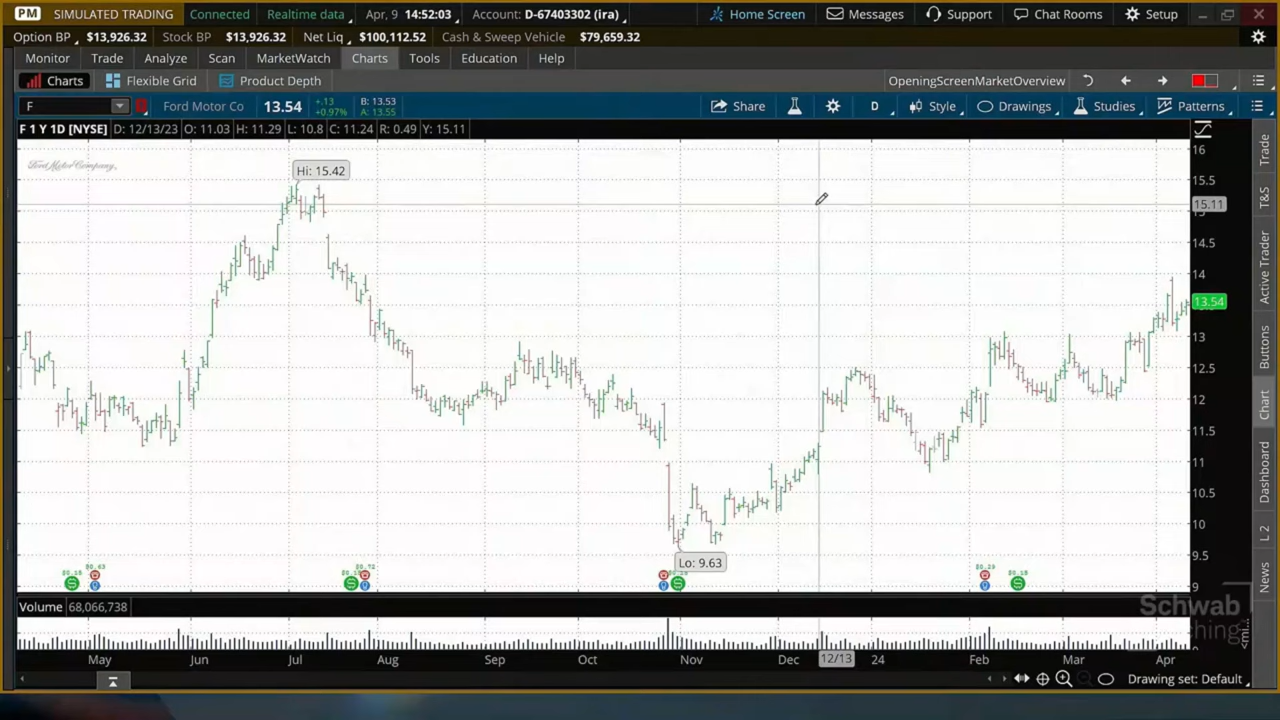 PM SIMULATED TRADING Connected Realtime data Apr, 9 14:52:03 Account: D-67403302 (ira) Home Screen Messages Support Chat Rooms Setup
Option BP $13,926.32 Stock BP $13,926.32 Net Liq $100,112.52 Cash & Sweep Vehicle $79,659.32
Monitor Trade Analyze Scan MarketWatch Charts Tools Education Help
Charts Flexible Grid Product Depth OpeningScreenMarketOverview
F Ford Motor Co 13.54 +.13 +0.97% B: 13.53 A: 13.55 Share D Style Drawings Studies Patterns
F 1 Y 1D [NYSE] D: 12/13/23 O: 11.03 H: 11.29 L: 10.8 C: 11.24 R: 0.49 Y: 15.11
Ford Motor Company
Hi: 15.42
Lo: 9.63
16
15.5
15.11
14.5
14
13.54
13
12.5
12
11.5
11
10.5
10
9.5
9
Trade
T&S
Active Trader
Buttons
Chart
Dashboard
L 2
News
Schwab
Volume 68,066,738
May Jun Jul Aug Sep Oct Nov Dec 12/13 24 Feb Mar Apr
Drawing set: Default